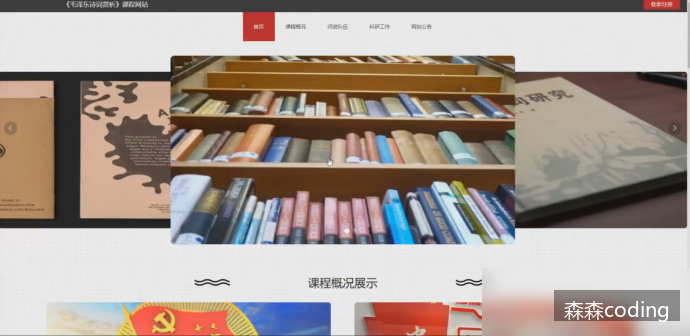 《毛泽东诗词赏析》课程网站
登录/注册
首页
课程概况
师资队伍
科研工作
网站公告
研究
课程概况展示
森森coding